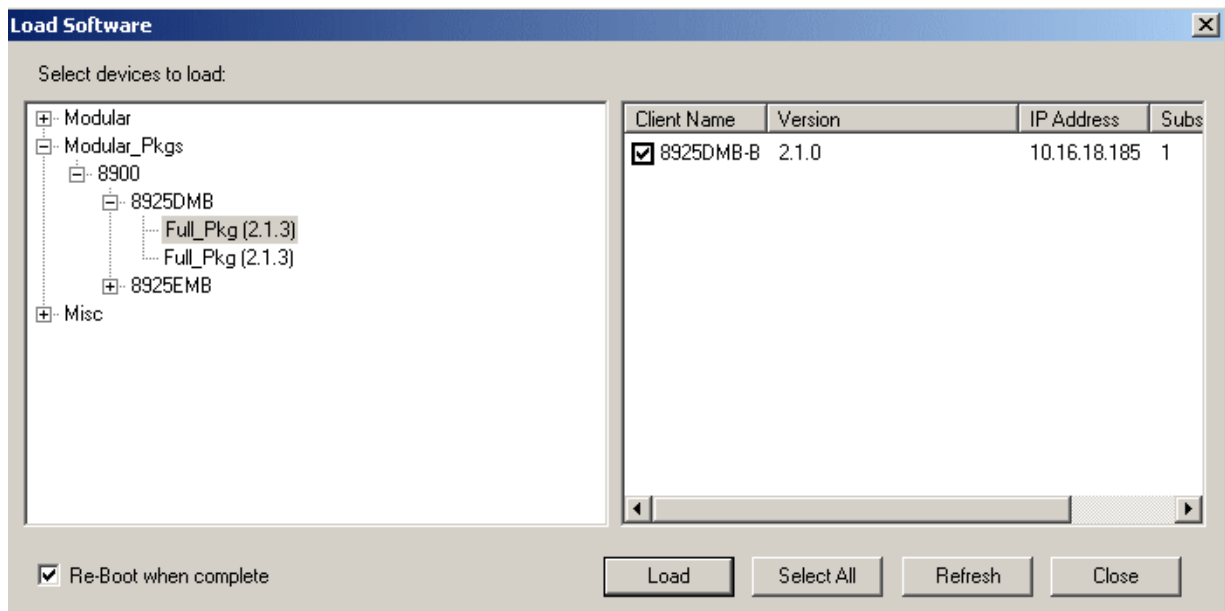 Load Software
Select devices to load:
Modular
Modular_Pkgs
8900
8925DMB
Full_Pkg (2.1.3)
Full_Pkg (2.1.3)
8925EMB
Misc
Client Name Version IP Address Subs
8925DMB-B 2.1.0 10.16.18.185 1
Re-Boot when complete
Load Select All Refresh Close